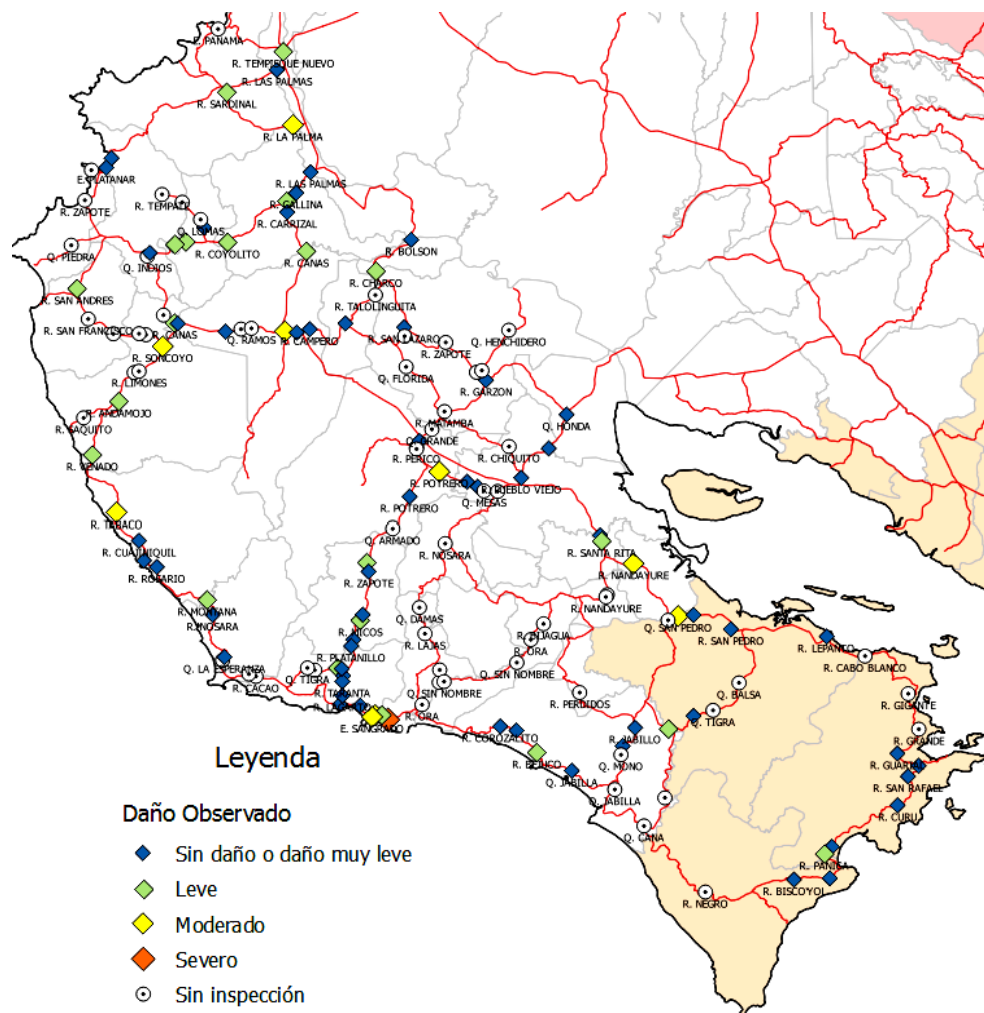 E. PANAMA
R. TEMPISQUE NUEVO
R. LAS PALMAS
R. SARDINAL
R. LA PALMA
E. PLATANAR
R. LAS PALMAS
R. TEMPATE
R. GALLINA
R. ZAPOTE
R. CARRIZAL
Q. LOMAS
Q. PIEDRA
R. COYOLITO
R. BOLSON
R. CAÑAS
Q. INDIOS
R. CHARCO
R. SAN ANDRES
R. TALOLINGUITA
R. SAN FRANCISCO
R. CANAS
Q. RAMOS
R. CAMPERO
R. SAN LAZARO
Q. HENCHIDERO
R. SONCOYO
R. ZAPOTE
R. LIMONES
Q. FLORIDA
R. GARZON
R. ANDAMOJO
R. SAQUITO
R. MATAMBA
Q. HONDA
Q. GRANDE
R. PERICO
R. CHIQUITO
R. VENADO
R. POTRERO
R. PUEBLO VIEJO
Q. MESAS
R. POTRERO
R. TABACO
Q. ARMADO
R. CUAJINIQUIL
R. NOSARA
R. SANTA RITA
R. ROSARIO
R. ZAPOTE
R. NANDAYURE
R. MONTANA
R. NANDAYURE
R. NOSARA
Q. DAMAS
Q. SAN PEDRO
R. SAN PEDRO
R. LAJAS
R. LEPANTO
R. PLATANILLO
R. ORA
R. CABO BLANCO
Q. LA ESPERANZA
Q. TIGRA
Q. SIN NOMBRE
R. CACAO
R. TARANTA
Q. SIN NOMBRE
Q. BALSA
R. PERDIDOS
R. GIGANTE
R. ORA
Q. TIGRA
E. SANGRADO
R. COROZALITO
R. JABILLO
R. GRANDE
R. BEJUCO
Q. MONO
R. SAN RAFAEL
Q. JABILLA
Q. JABILLA
R. CURU
Q. CANA
R. PANICA
R. BISCOYOL
R. NEGRO
Leyenda
Daño Observado
Sin daño o daño muy leve
Leve
Moderado
Severo
Sin inspección